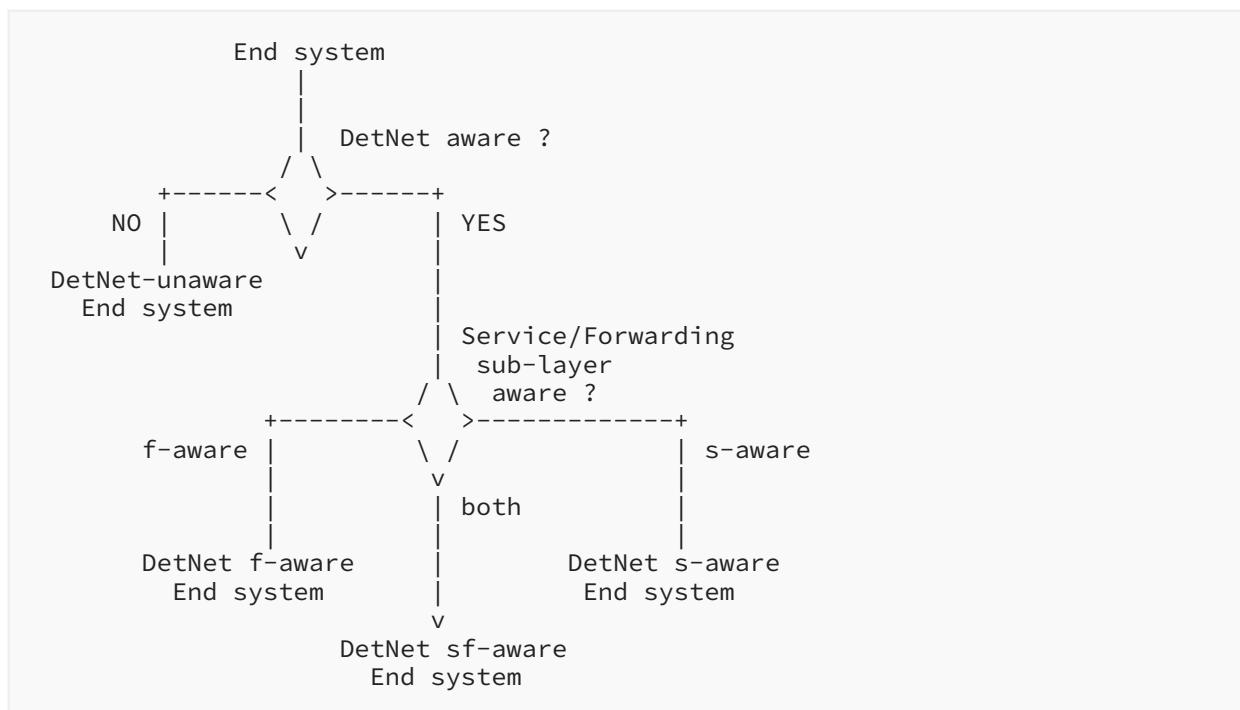 End system
DetNet aware ?
NO
YES
DetNet-unaware
End system
Service/Forwarding
sub-layer
aware ?
f-aware
s-aware
both
DetNet f-aware
End system
DetNet s-aware
End system
DetNet sf-aware
End system